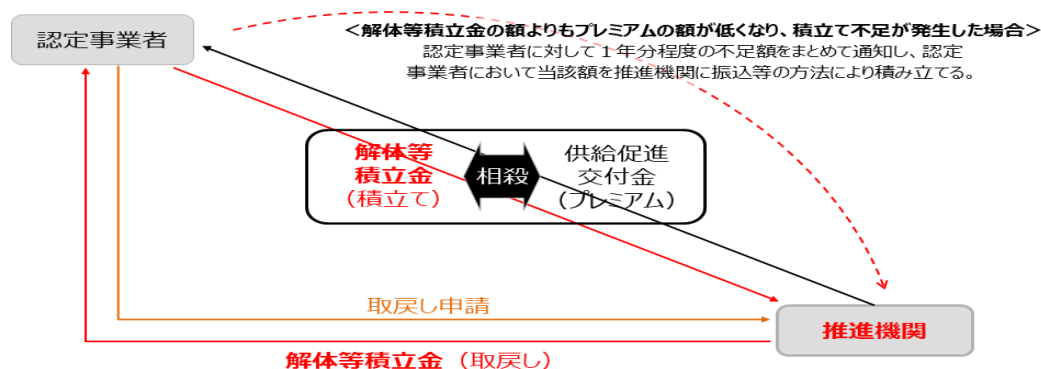 認定事業者
＜解体等積立金の額よりもプレミアムの額が低くなり、積立て不足が発生した場合＞
認定事業者に対して１年分程度の不足額をまとめて通知し、認定
事業者において当該額を推進機関に振込等の方法により積み立てる。
解体等
積立金
（積立て）
相殺
供給促進
交付金
（プレミアム）
取戻し申請
推進機関
解体等積立金（取戻し）